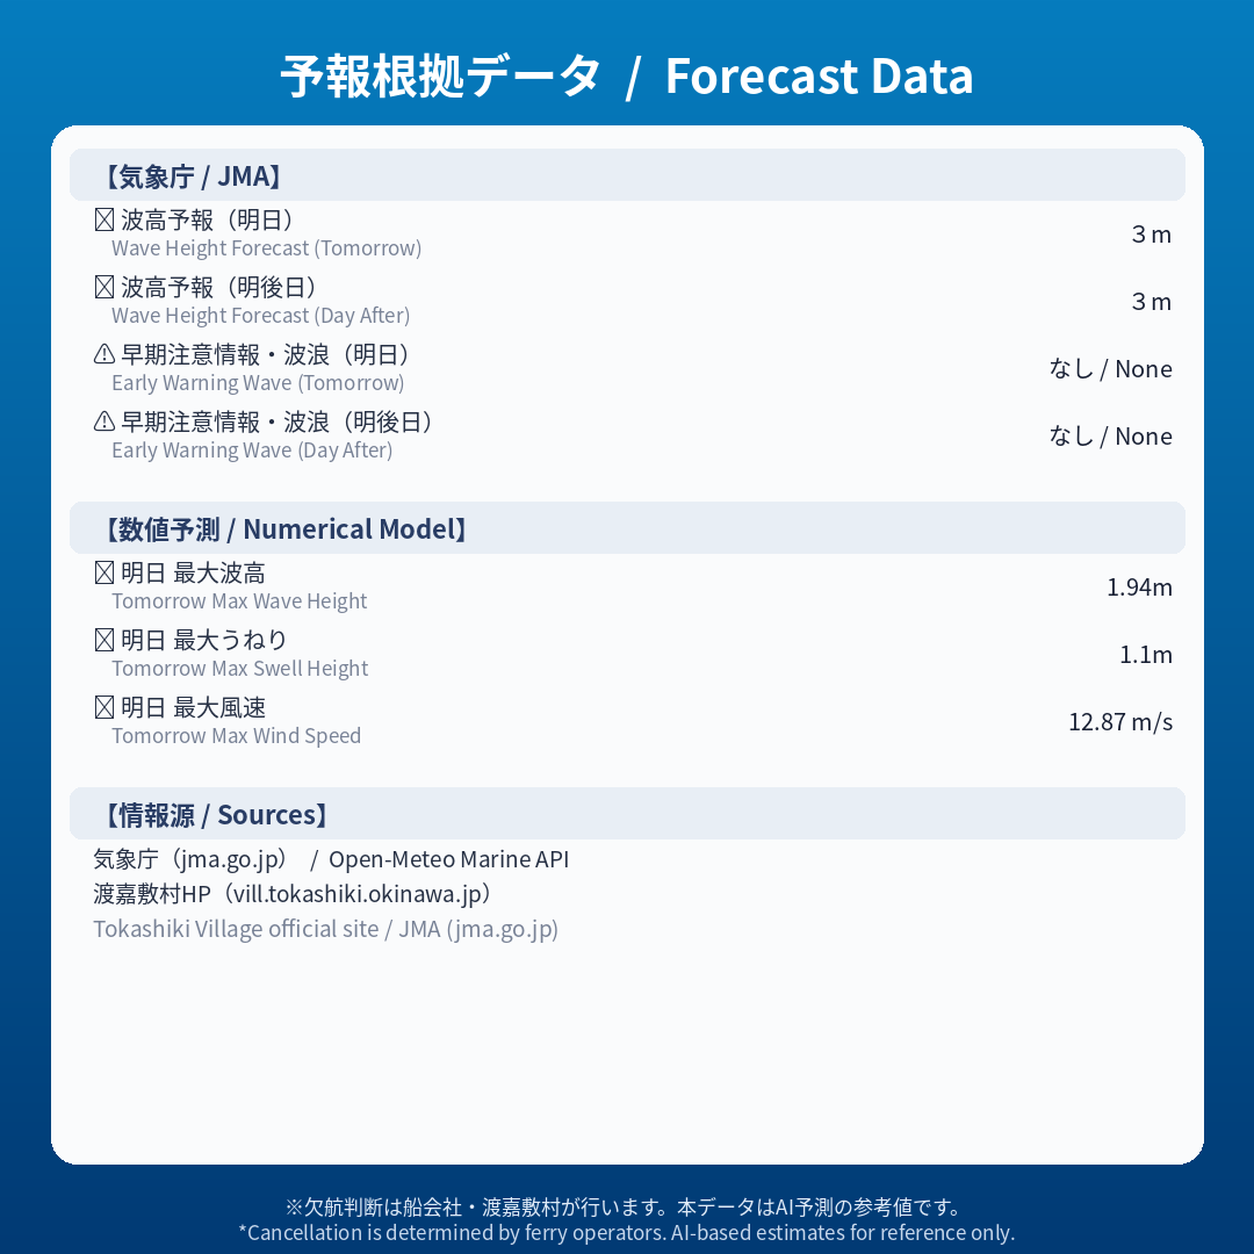 予報根拠データ / Forecast Data
【気象庁 / JMA】
波高予報（明日）
３ｍ
Wave Height Forecast (Tomorrow)
波高予報（明後日）
３ｍ
Wave Height Forecast (Day After)
⚠ 早期注意情報・波浪（明日）
なし / None
Early Warning Wave (Tomorrow)
⚠ 早期注意情報・波浪（明後日）
なし / None
Early Warning Wave (Day After)
【数値予測 / Numerical Model】
明日 最大波高
1.94m
Tomorrow Max Wave Height
明日 最大うねり
1.1m
Tomorrow Max Swell Height
明日 最大風速
12.87 m/s
Tomorrow Max Wind Speed
【情報源 / Sources】
気象庁（jma.go.jp） / Open-Meteo Marine API
渡嘉敷村HP（vill.tokashiki.okinawa.jp）
Tokashiki Village official site / JMA (jma.go.jp)
※欠航判断は船会社・渡嘉敷村が行います。本データはAI予測の参考値です。
*Cancellation is determined by ferry operators. AI-based estimates for reference only.